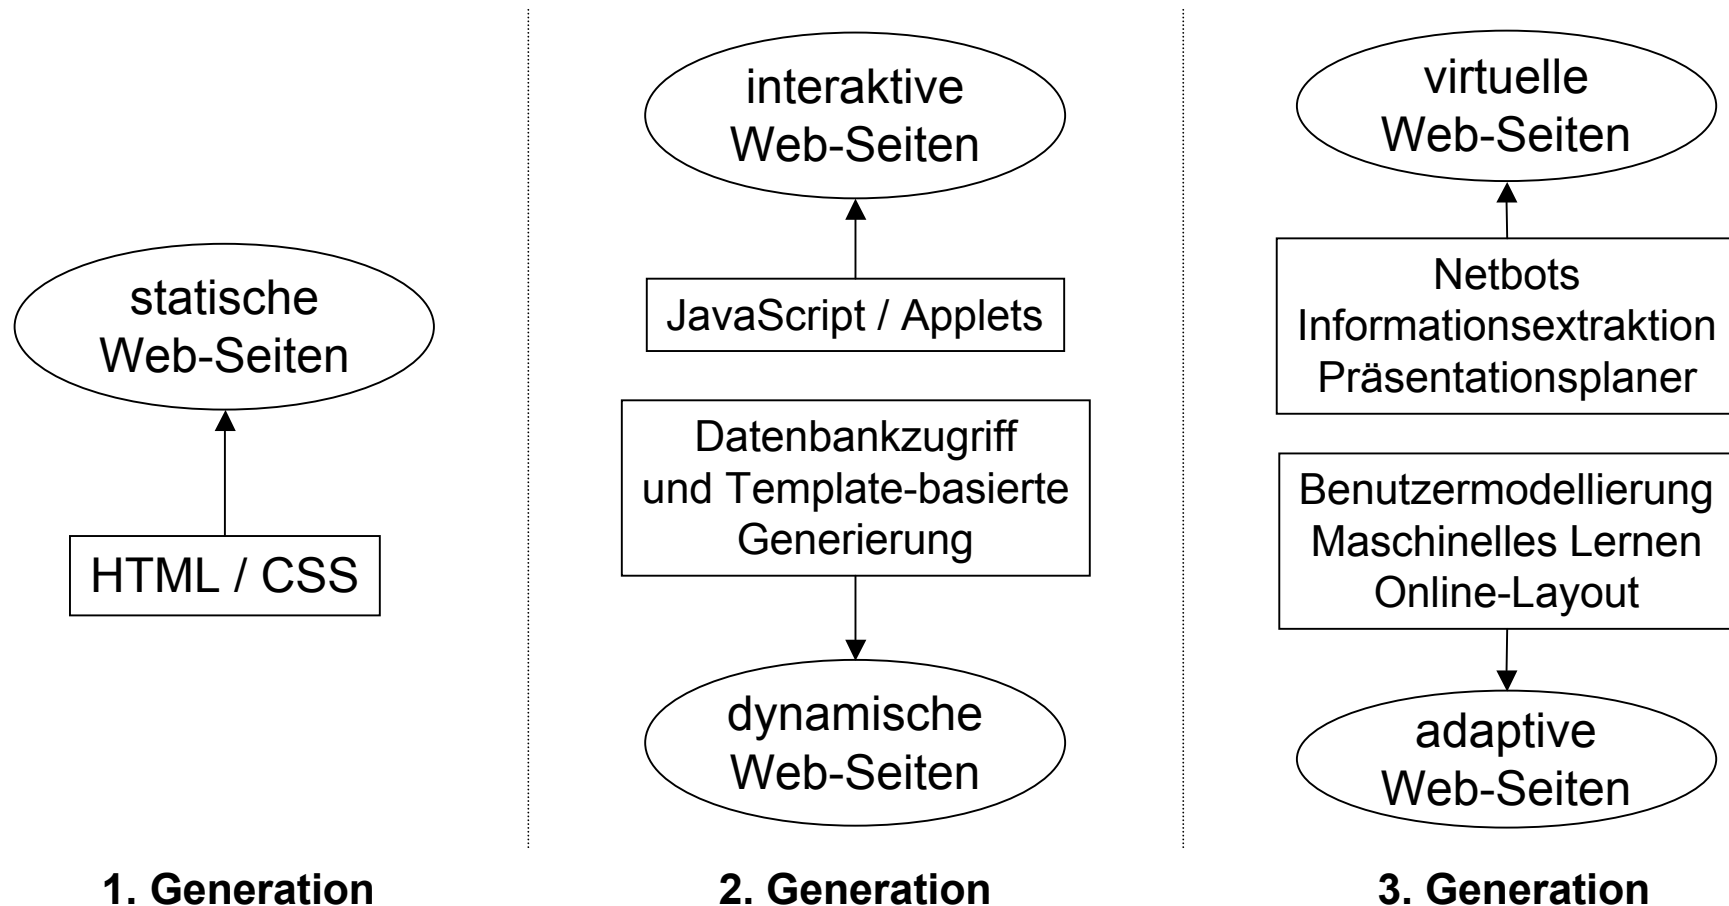 statische
Web-Seiten
HTML / CSS
1. Generation
interaktive
Web-Seiten
JavaScript / Applets
Datenbankzugriff
und Template-basierte
Generierung
dynamische
Web-Seiten
2. Generation
virtuelle
Web-Seiten
Netbots
Informationsextraktion
Präsentationsplaner
Benutzermodellierung
Maschinelles Lernen
Online-Layout
adaptive
Web-Seiten
3. Generation